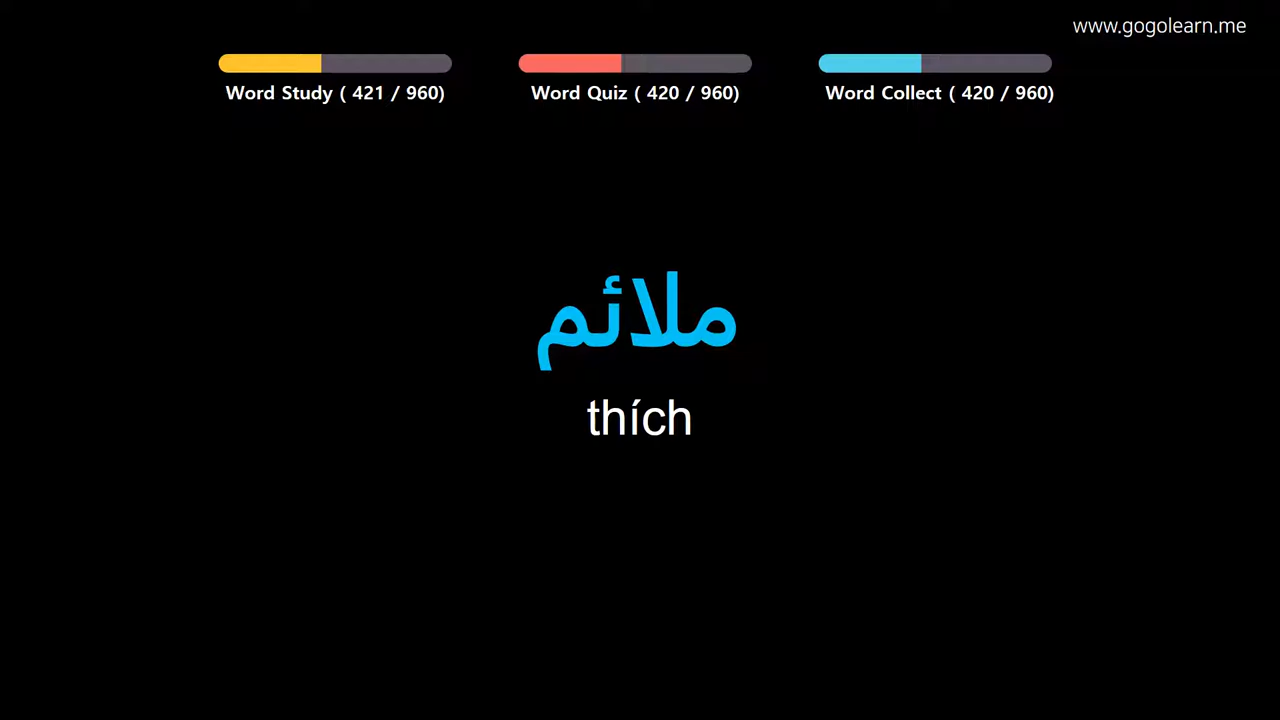 www.gogolearn.me
Word Study ( 421 / 960)
Word Quiz ( 420 / 960)
Word Collect ( 420 / 960)
ملائم
thích